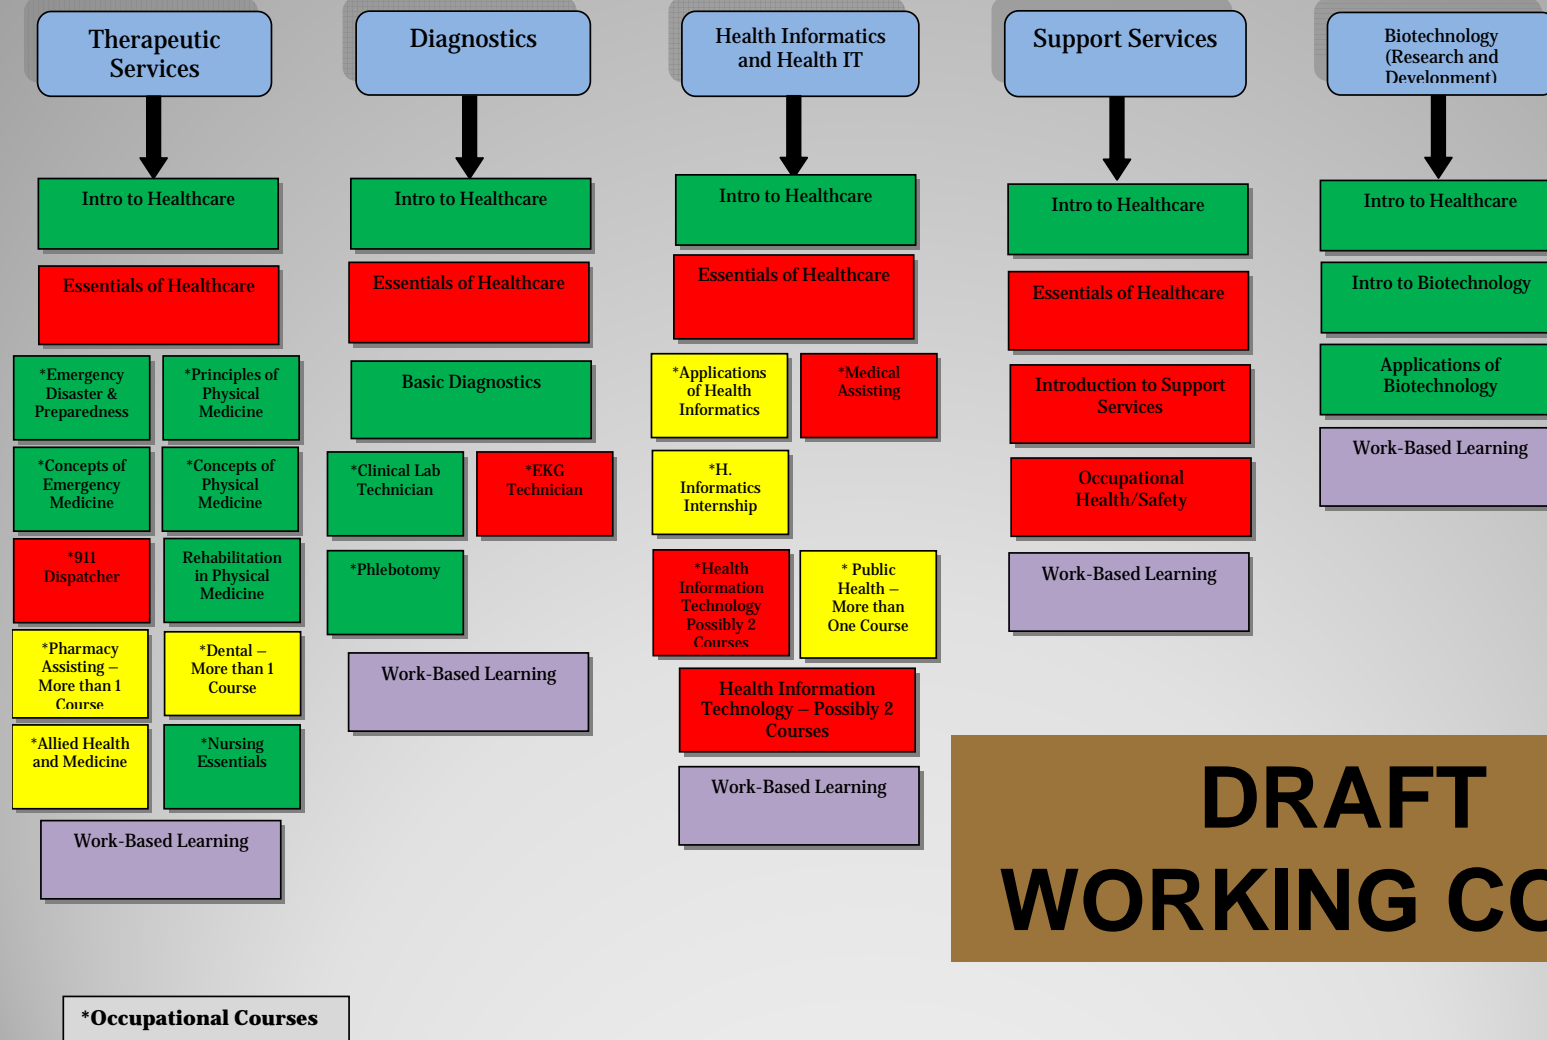 Therapeutic
Services
Diagnostics
Health Informatics
and Health IT
Support Services
Biotechnology
(Research and
Development)
Intro to Healthcare
Essentials of Healthcare
*Emergency
Disaster &
Preparedness
*Principles of
Physical
Medicine
*Concepts of
Emergency
Medicine
*Concepts of
Physical
Medicine
*911
Dispatcher
Rehabilitation
in Physical
Medicine
*Pharmacy
Assisting –
More than 1
Course
*Dental –
More than 1
Course
*Allied Health
and Medicine
*Nursing
Essentials
Work-Based Learning
Intro to Healthcare
Essentials of Healthcare
Basic Diagnostics
*Clinical Lab
Technician
*EKG
Technician
*Phlebotomy
Work-Based Learning
Intro to Healthcare
Essentials of Healthcare
*Applications
of Health
Informatics
*Medical
Assisting
*H.
Informatics
Internship
*Health
Information
Technology
Possibly 2
Courses
* Public
Health –
More than
One Course
Health Information
Technology – Possibly 2
Courses
Work-Based Learning
Intro to Healthcare
Essentials of Healthcare
Introduction to Support
Services
Occupational
Health/Safety
Work-Based Learning
Intro to Healthcare
Intro to Biotechnology
Applications of
Biotechnology
Work-Based Learning
DRAFT
WORKING CO
*Occupational Courses